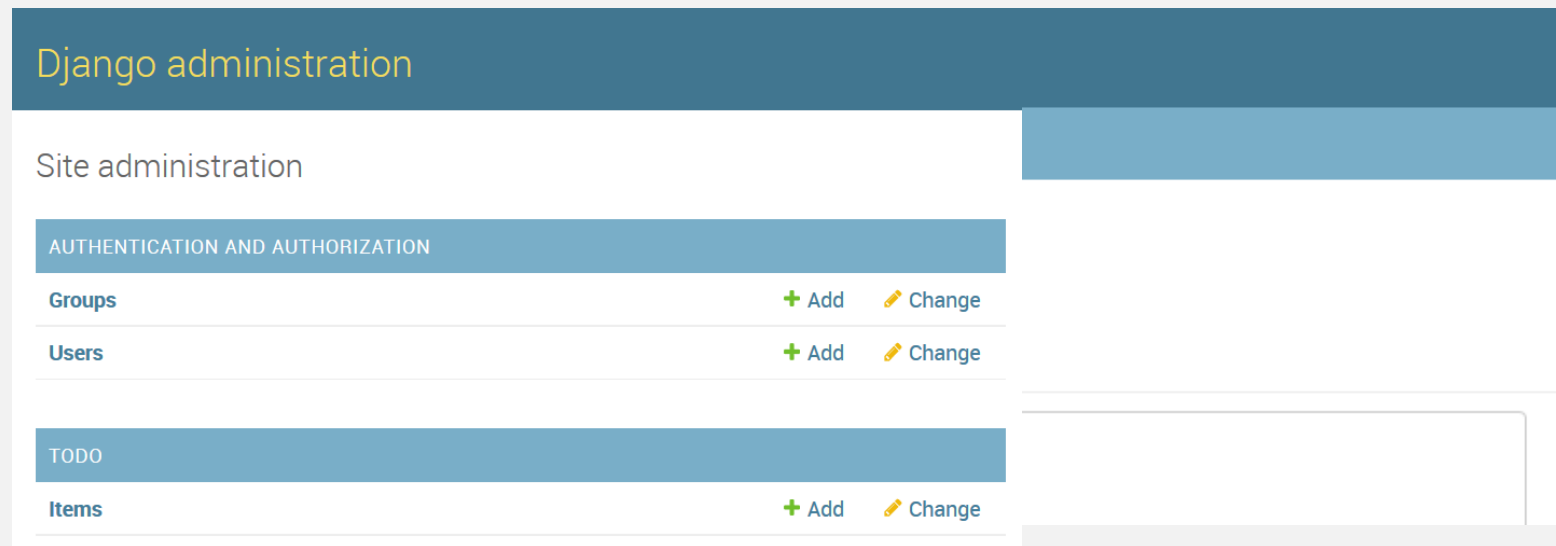 Django administration
Site administration
AUTHENTICATION AND AUTHORIZATION
Groups Add Change
Users Add Change
TODO
Items Add Change